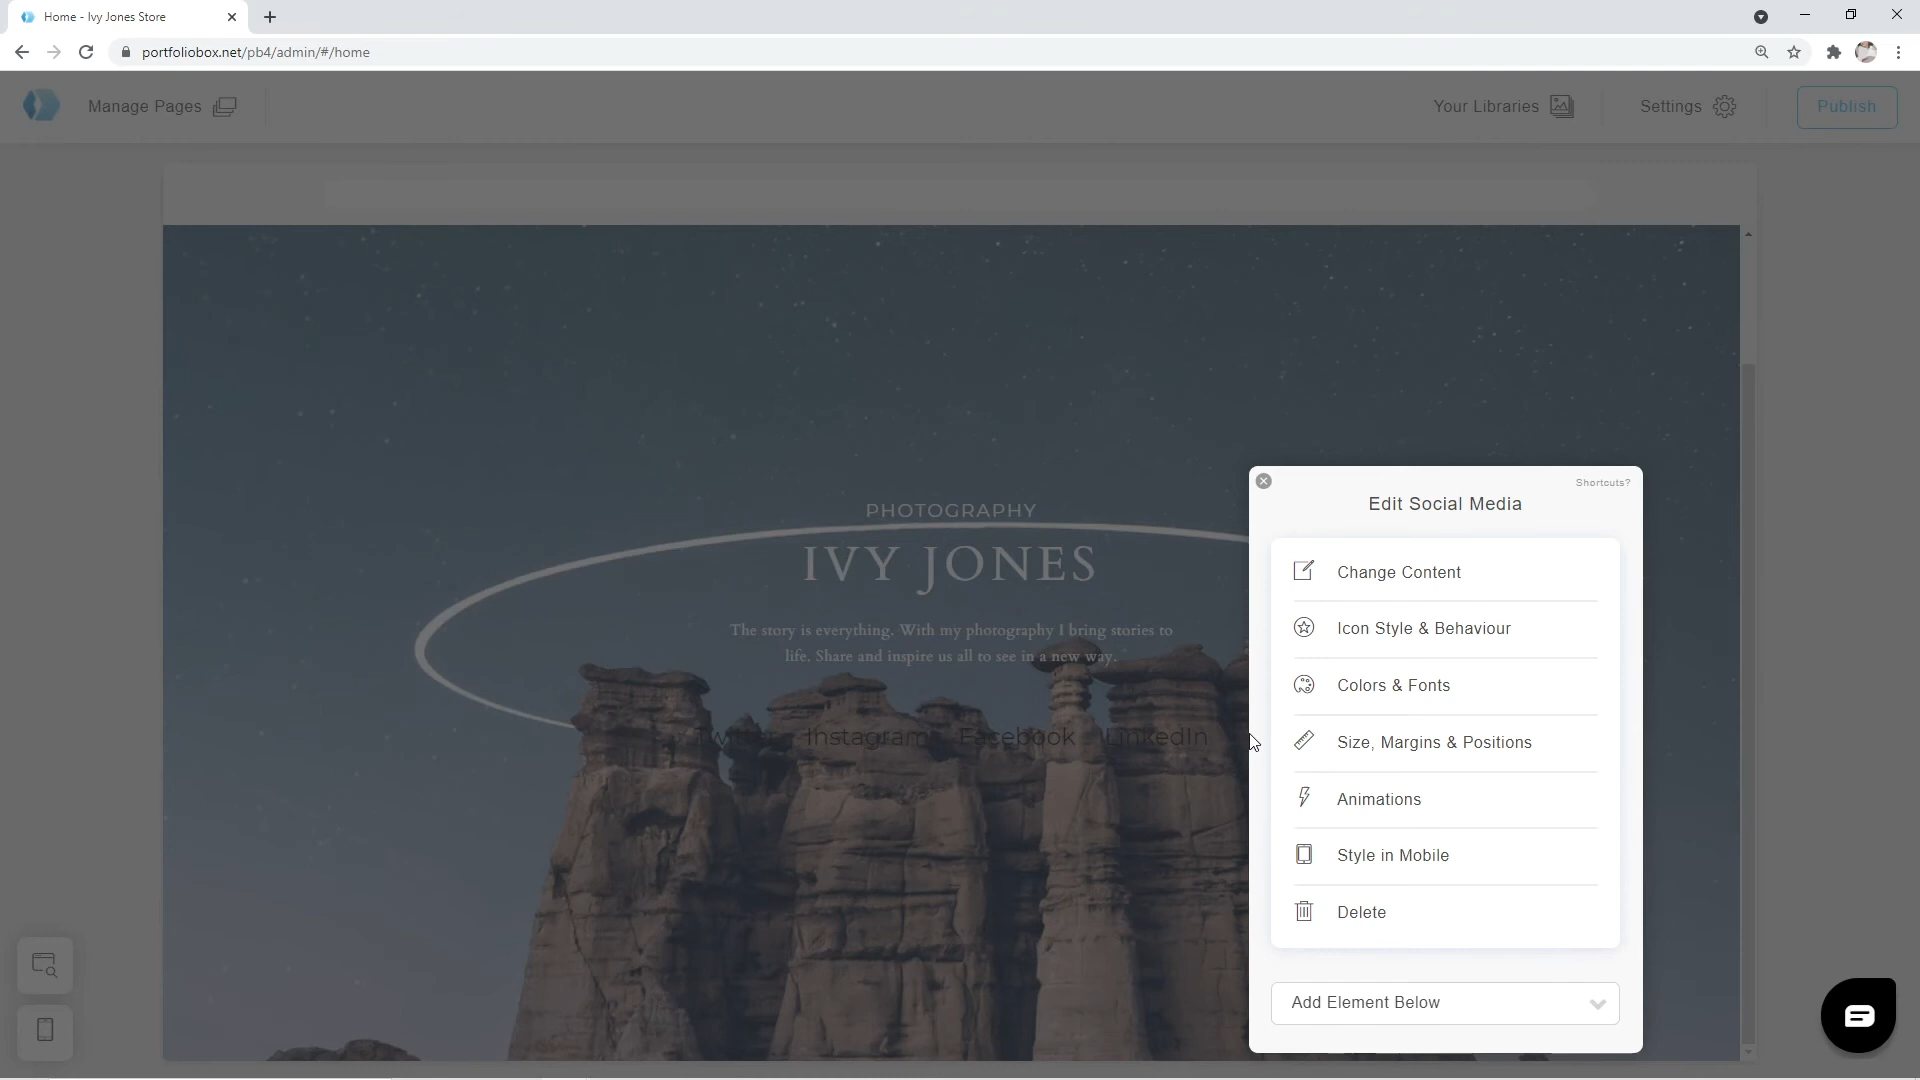 Home - Ivy Jones Store
portfoliobox.net/pb4/admin/#/home
Manage Pages
Your Libraries
Settings
Publish
PHOTOGRAPHY
IVY JONES
The story is everything. With my photography I bring stories to
life. Share and inspire us all to see in a new way.
Twitter Instagram Facebook LinkedIn
Shortcuts?
Edit Social Media
Change Content
Icon Style & Behaviour
Colors & Fonts
Size, Margins & Positions
Animations
Style in Mobile
Delete
Add Element Below